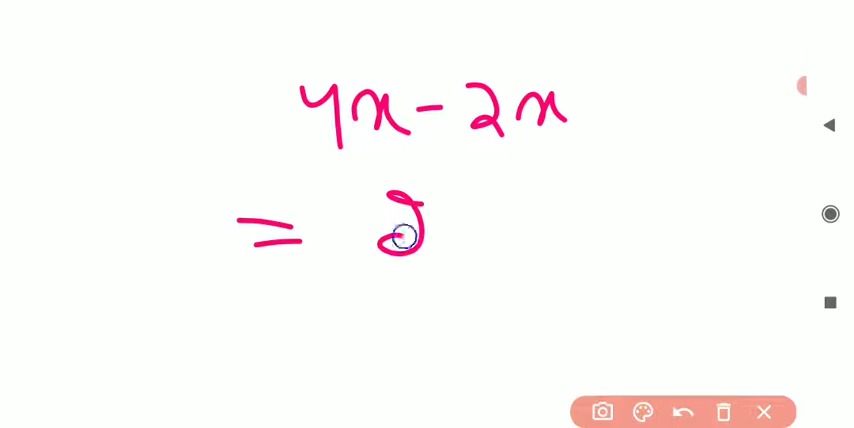 4x - 2x
= 2